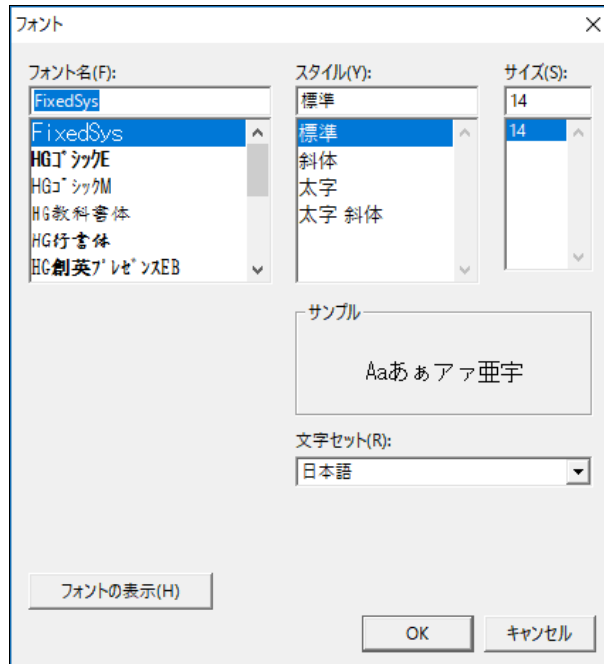 フォント
フォント名(F):
FixedSys
FixedSys
HGゴシックE
HGゴシックM
HG教科書体
HG行書体
HG創英プレゼンスEB
スタイル(Y):
標準
標準
斜体
太字
太字 斜体
サイズ(S):
14
14
サンプル
Aaあぁアァ亜宇
文字セット(R):
日本語
フォントの表示(H)
OK
キャンセル